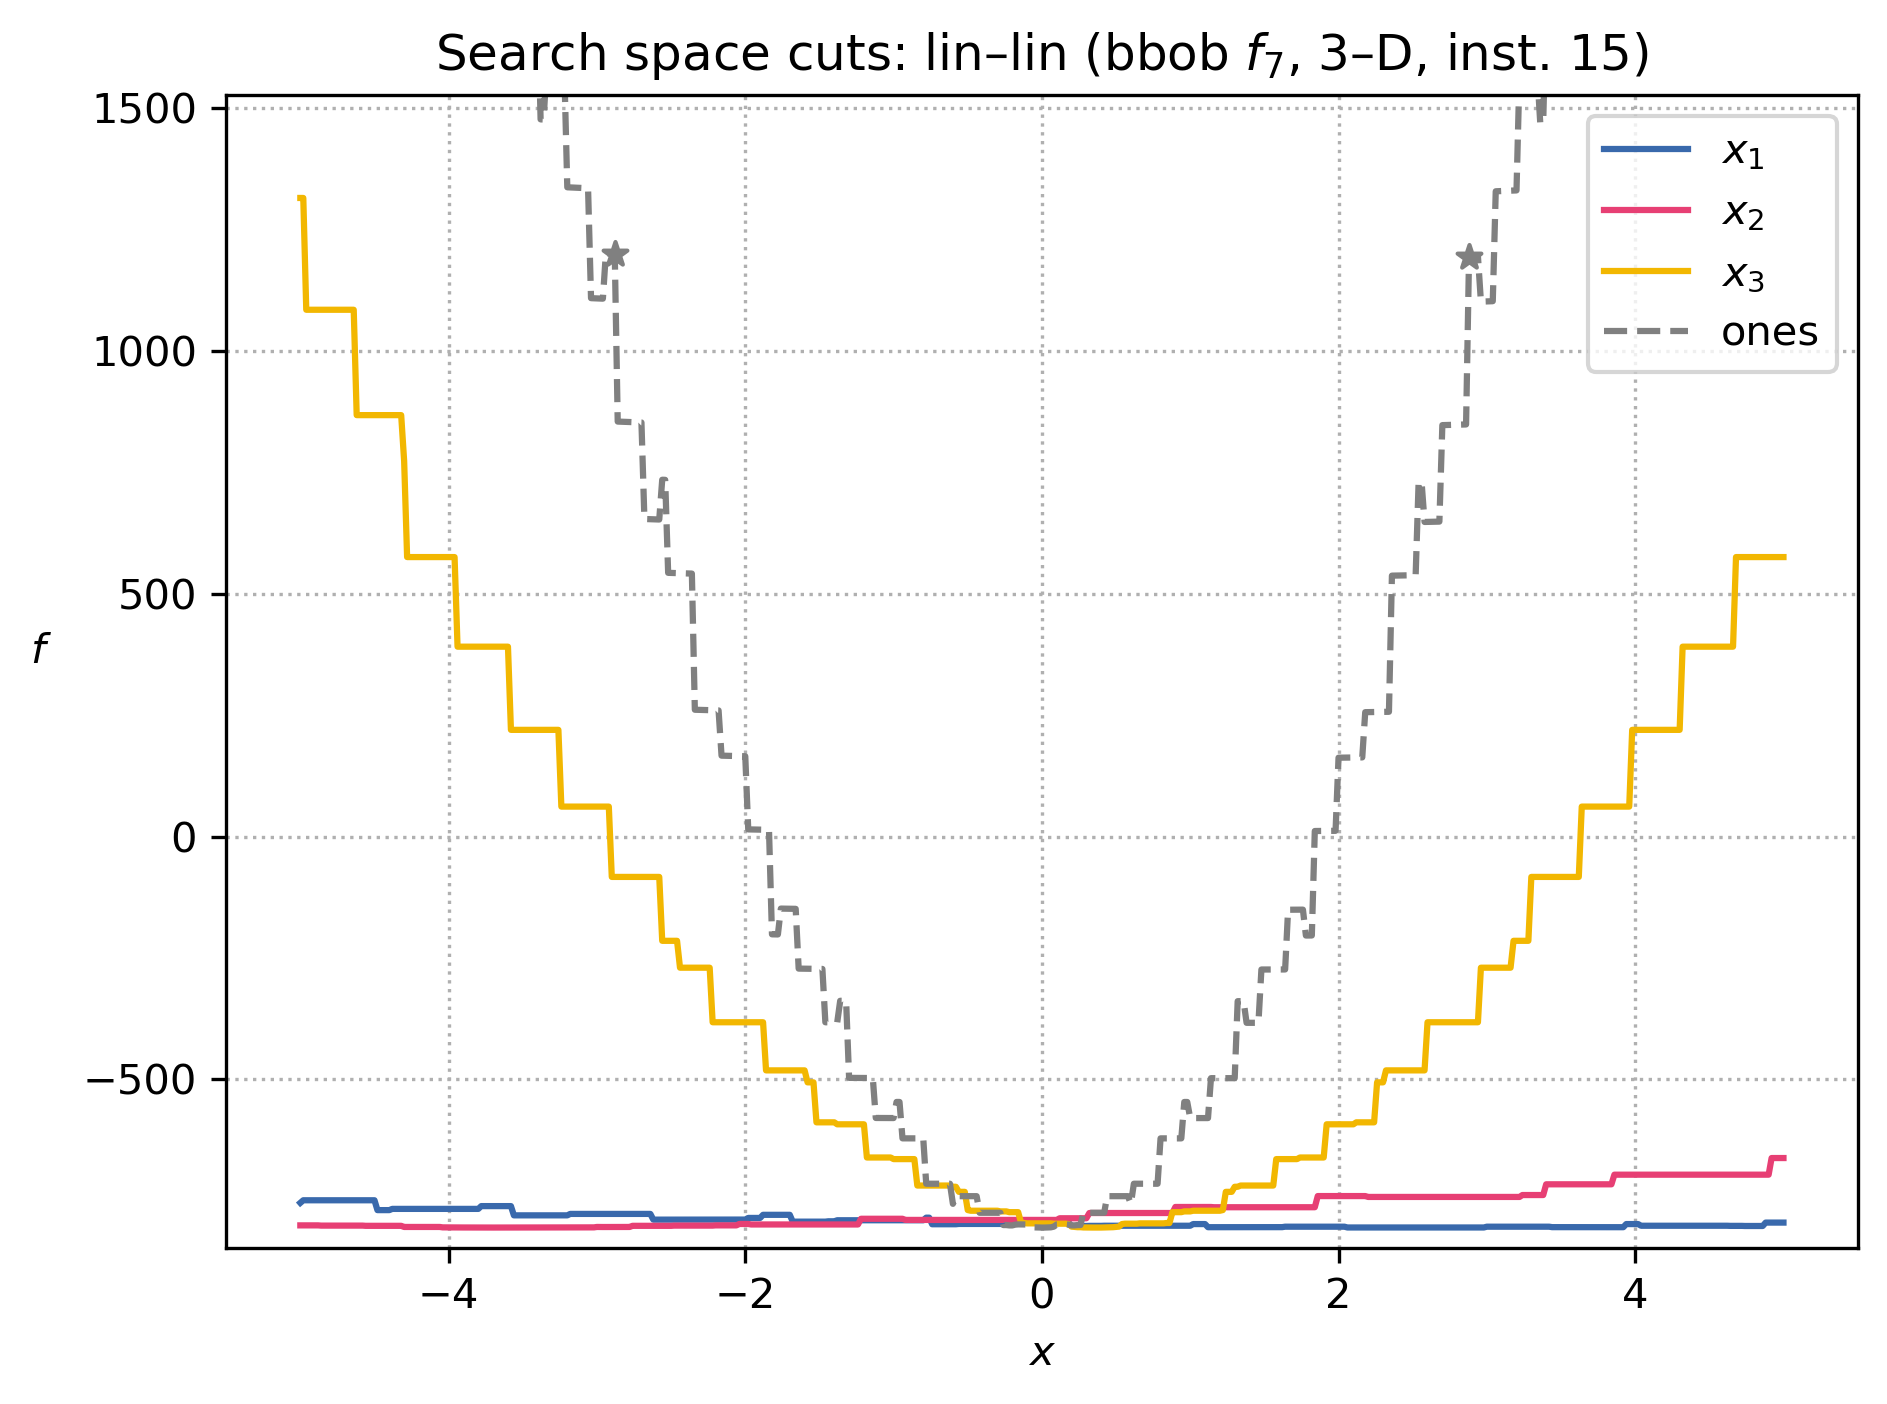 Search space cuts: lin–lin (bbob f₇, 3–D, inst. 15)
1500
1000
500
0
−500
f
−4
−2
0
2
4
x
x₁
x₂
x₃
ones